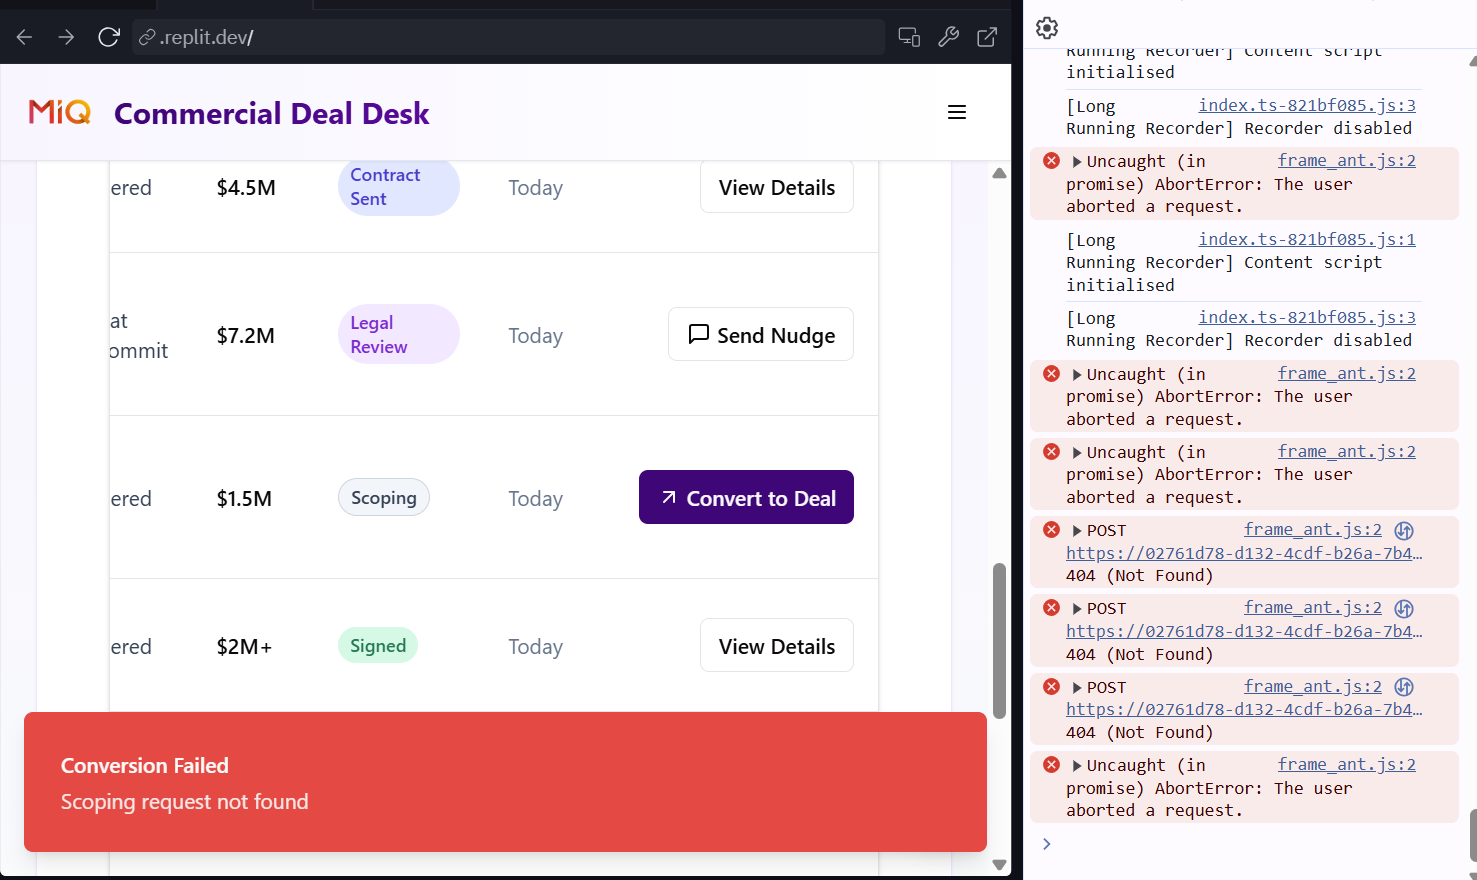 .replit.dev/
MiQ Commercial Deal Desk
ered $4.5M Contract Sent Today View Details
at ommit $7.2M Legal Review Today Send Nudge
ered $1.5M Scoping Today Convert to Deal
ered $2M+ Signed Today View Details
Conversion Failed
Scoping request not found
Running Recorder] Content script
initialised
[Long index.ts-821bf085.js:3
Running Recorder] Recorder disabled
Uncaught (in frame_ant.js:2
promise) AbortError: The user
aborted a request.
[Long index.ts-821bf085.js:1
Running Recorder] Content script
initialised
[Long index.ts-821bf085.js:3
Running Recorder] Recorder disabled
Uncaught (in frame_ant.js:2
promise) AbortError: The user
aborted a request.
Uncaught (in frame_ant.js:2
promise) AbortError: The user
aborted a request.
POST frame_ant.js:2
https://02761d78-d132-4cdf-b26a-7b4…
404 (Not Found)
POST frame_ant.js:2
https://02761d78-d132-4cdf-b26a-7b4…
404 (Not Found)
POST frame_ant.js:2
https://02761d78-d132-4cdf-b26a-7b4…
404 (Not Found)
Uncaught (in frame_ant.js:2
promise) AbortError: The user
aborted a request.